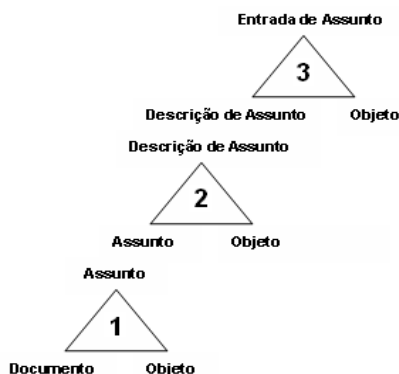 Entrada de Assunto
3
Descrição de Assunto Objeto
Descrição de Assunto
2
Assunto Objeto
Assunto
1
Documento Objeto